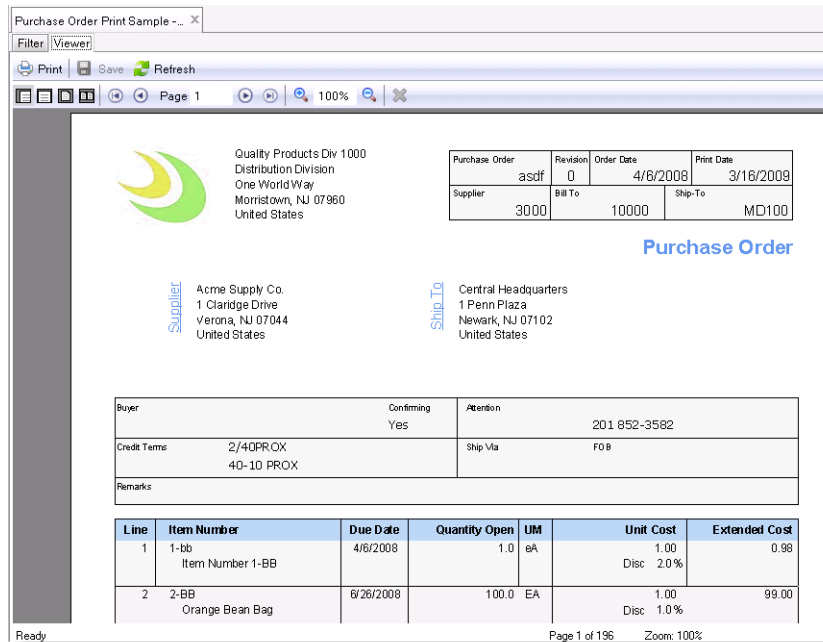 Purchase Order Print Sample -...
Filter Viewer
Print Save Refresh
Page 1 100%
Quality Products Div 1000
Distribution Division
One World Way
Morristown, NJ 07960
United States
Purchase Order Revision Order Date Print Date
asdf 0 4/6/2008 3/16/2009
Supplier Bill To Ship-To
3000 10000 MD100
Purchase Order
Supplier
Acme Supply Co.
1 Claridge Drive
Verona, NJ 07044
United States
Ship To
Central Headquarters
1 Penn Plaza
Newark, NJ 07102
United States
Buyer Confirming Attention
Yes 201 852-3582
Credit Terms 2/40PROX Ship Via FOB
40-10 PROX
Remarks
Line Item Number Due Date Quantity Open UM Unit Cost Extended Cost
1 1-bb 4/6/2008 1.0 eA 1.00 0.98
Item Number 1-BB Disc 2.0%
2 2-BB 6/26/2008 100.0 EA 1.00 99.00
Orange Bean Bag Disc 1.0%
Ready Page 1 of 196 Zoom: 100%